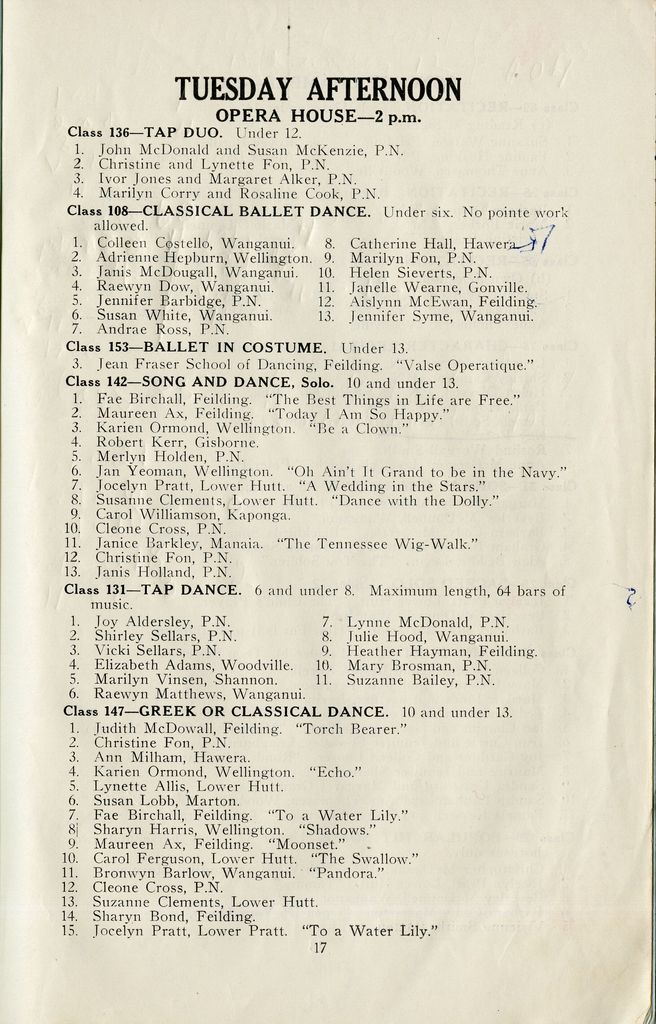 TUESDAY AFTERNOON
OPERA HOUSE—2 p.m.
Class 136—TAP DUO. Under 12.
1. John McDonald and Susan McKenzie, P.N.
2. Christine and Lynette Fon, P.N.
3. Ivor Jones and Margaret Alker, P.N.
4. Marilyn Corry and Rosaline Cook, P.N.
Class 108—CLASSICAL BALLET DANCE. Under six. No pointe work
allowed.
1. Colleen Costello, Wanganui.
2. Adrienne Hepburn, Wellington.
3. Janis McDougall, Wanganui.
4. Raewyn Dow, Wanganui.
5. Jennifer Barbidge, P.N.
6. Susan White, Wanganui.
7. Andrae Ross, P.N.
8. Catherine Hall, Hawera.
9. Marilyn Fon, P.N.
10. Helen Sieverts, P.N.
11. Janelle Wearne, Gonville.
12. Aislynn McEwan, Feilding.
13. Jennifer Syme, Wanganui.
Class 153—BALLET IN COSTUME. Under 13.
3. Jean Fraser School of Dancing, Feilding. "Valse Operatique."
Class 142—SONG AND DANCE, Solo. 10 and under 13.
1. Fae Birchall, Feilding. "The Best Things in Life are Free."
2. Maureen Ax, Feilding. "Today I Am So Happy."
3. Karien Ormond, Wellington. "Be a Clown."
4. Robert Kerr, Gisborne.
5. Merlyn Holden, P.N.
6. Jan Yeoman, Wellington. "Oh Ain't It Grand to be in the Navy."
7. Jocelyn Pratt, Lower Hutt. "A Wedding in the Stars."
8. Susanne Clements, Lower Hutt. "Dance with the Dolly."
9. Carol Williamson, Kaponga.
10. Cleone Cross, P.N.
11. Janice Barkley, Manaia. "The Tennessee Wig-Walk."
12. Christine Fon, P.N.
13. Janis Holland, P.N.
Class 131—TAP DANCE. 6 and under 8. Maximum length, 64 bars of
music.
1. Joy Aldersley, P.N.
2. Shirley Sellars, P.N.
3. Vicki Sellars, P.N.
4. Elizabeth Adams, Woodville.
5. Marilyn Vinsen, Shannon.
6. Raewyn Matthews, Wanganui.
7. Lynne McDonald, P.N.
8. Julie Hood, Wanganui.
9. Heather Hayman, Feilding.
10. Mary Brosman, P.N.
11. Suzanne Bailey, P.N.
Class 147—GREEK OR CLASSICAL DANCE. 10 and under 13.
1. Judith McDowall, Feilding. "Torch Bearer."
2. Christine Fon, P.N.
3. Ann Milham, Hawera.
4. Karien Ormond, Wellington. "Echo."
5. Lynette Allis, Lower Hutt.
6. Susan Lobb, Marton.
7. Fae Birchall, Feilding. "To a Water Lily."
8 Sharyn Harris, Wellington. "Shadows."
9. Maureen Ax, Feilding. "Moonset."
10. Carol Ferguson, Lower Hutt. "The Swallow."
11. Bronwyn Barlow, Wanganui. "Pandora."
12. Cleone Cross, P.N.
13. Suzanne Clements, Lower Hutt.
14. Sharyn Bond, Feilding.
15. Jocelyn Pratt, Lower Pratt. "To a Water Lily."
17